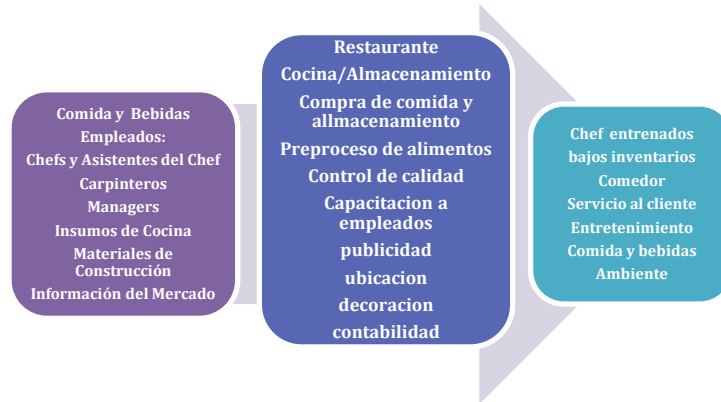 Comida y Bebidas
Empleados:
Chefs y Asistentes del Chef
Carpinteros
Managers
Insumos de Cocina
Materiales de
Construcción
Información del Mercado
Restaurante
Cocina/Almacenamiento
Compra de comida y
allmacenamiento
Preproceso de alimentos
Control de calidad
Capacitacion a
empleados
publicidad
ubicacion
decoracion
contabilidad
Chef entrenados
bajos inventarios
Comedor
Servicio al cliente
Entretenimiento
Comida y bebidas
Ambiente